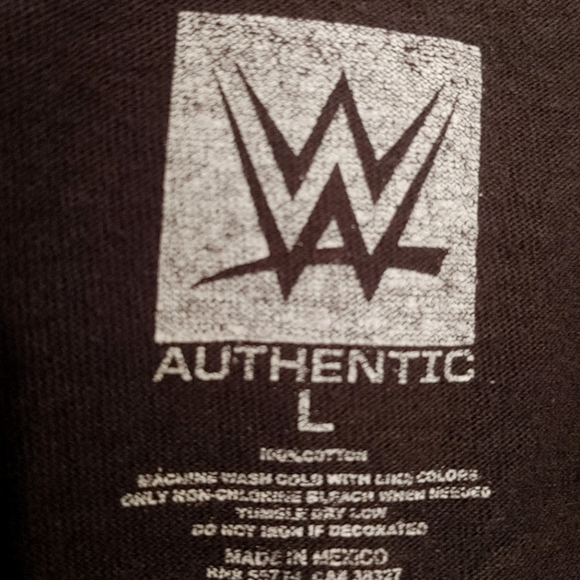 W
AUTHENTIC
L
100% COTTON
MACHINE WASH COLD WITH LIKE COLORS
ONLY NON-CHLORINE BLEACH WHEN NEEDED
TUMBLE DRY LOW
DO NOT IRON IF DECORATED
MADE IN MEXICO
CA# 38327